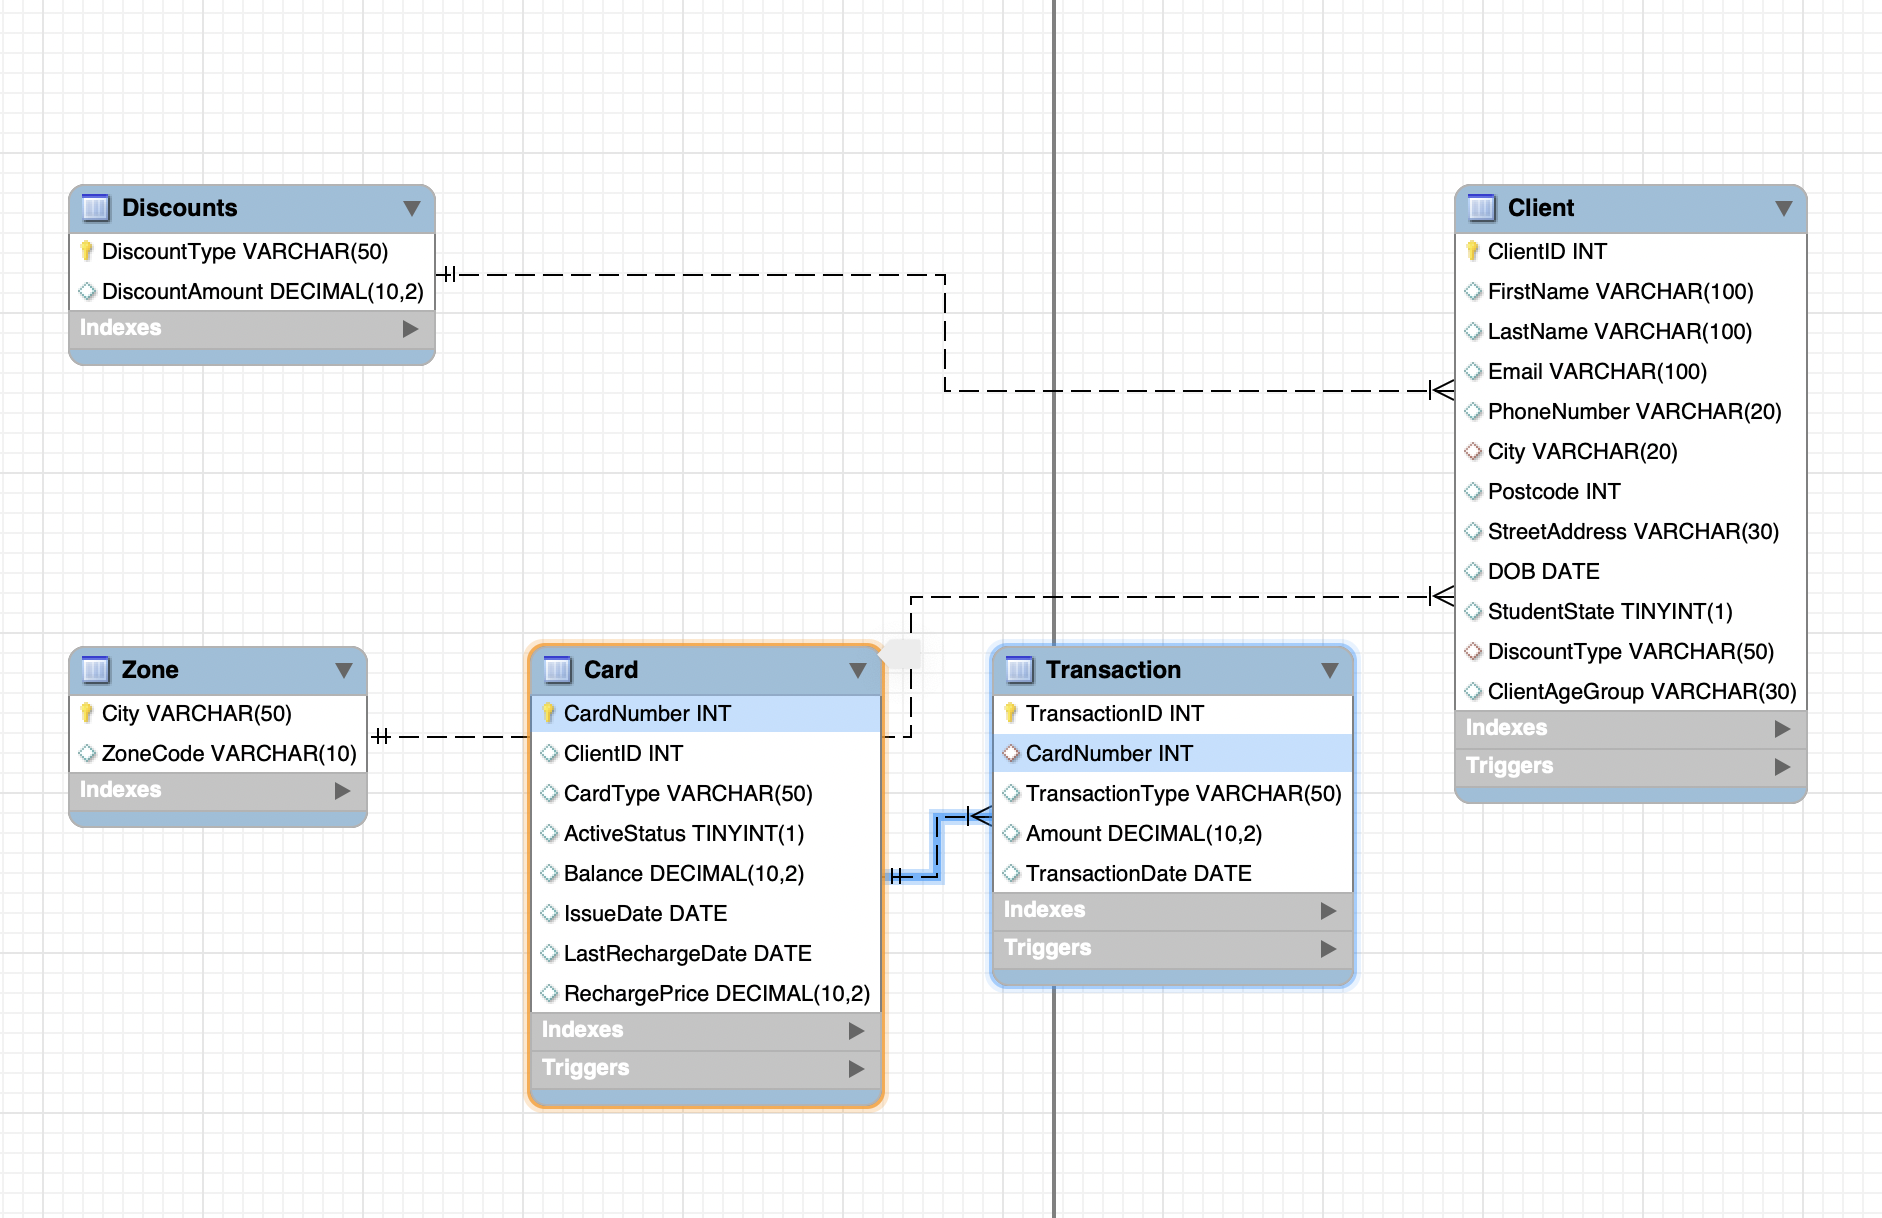 Discounts
DiscountType VARCHAR(50)
DiscountAmount DECIMAL(10,2)
Indexes
Client
ClientID INT
FirstName VARCHAR(100)
LastName VARCHAR(100)
Email VARCHAR(100)
PhoneNumber VARCHAR(20)
City VARCHAR(20)
Postcode INT
StreetAddress VARCHAR(30)
DOB DATE
StudentState TINYINT(1)
DiscountType VARCHAR(50)
ClientAgeGroup VARCHAR(30)
Indexes
Triggers
Zone
City VARCHAR(50)
ZoneCode VARCHAR(10)
Indexes
Card
CardNumber INT
ClientID INT
CardType VARCHAR(50)
ActiveStatus TINYINT(1)
Balance DECIMAL(10,2)
IssueDate DATE
LastRechargeDate DATE
RechargePrice DECIMAL(10,2)
Indexes
Triggers
Transaction
TransactionID INT
CardNumber INT
TransactionType VARCHAR(50)
Amount DECIMAL(10,2)
TransactionDate DATE
Indexes
Triggers